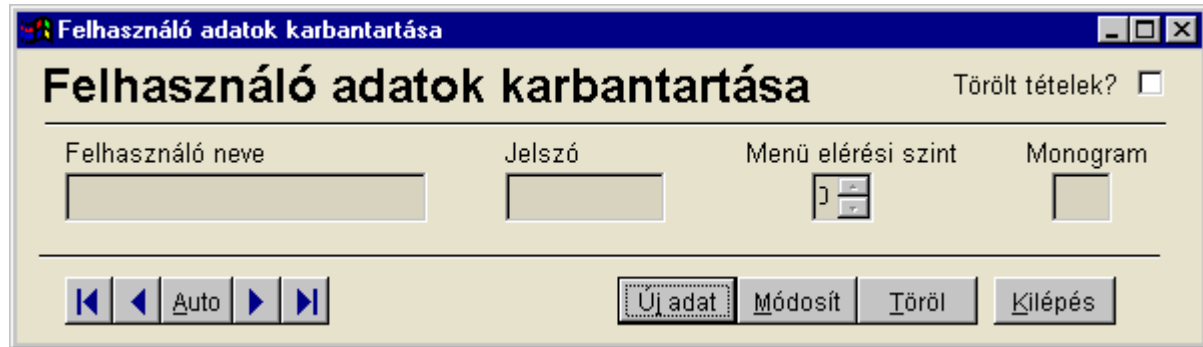 Felhasználó adatok karbantartása
Felhasználó adatok karbantartása Törölt tételek?
Felhasználó neve Jelszó Menü elérési szint Monogram
Auto Új adat Módosít Töröl Kilépés